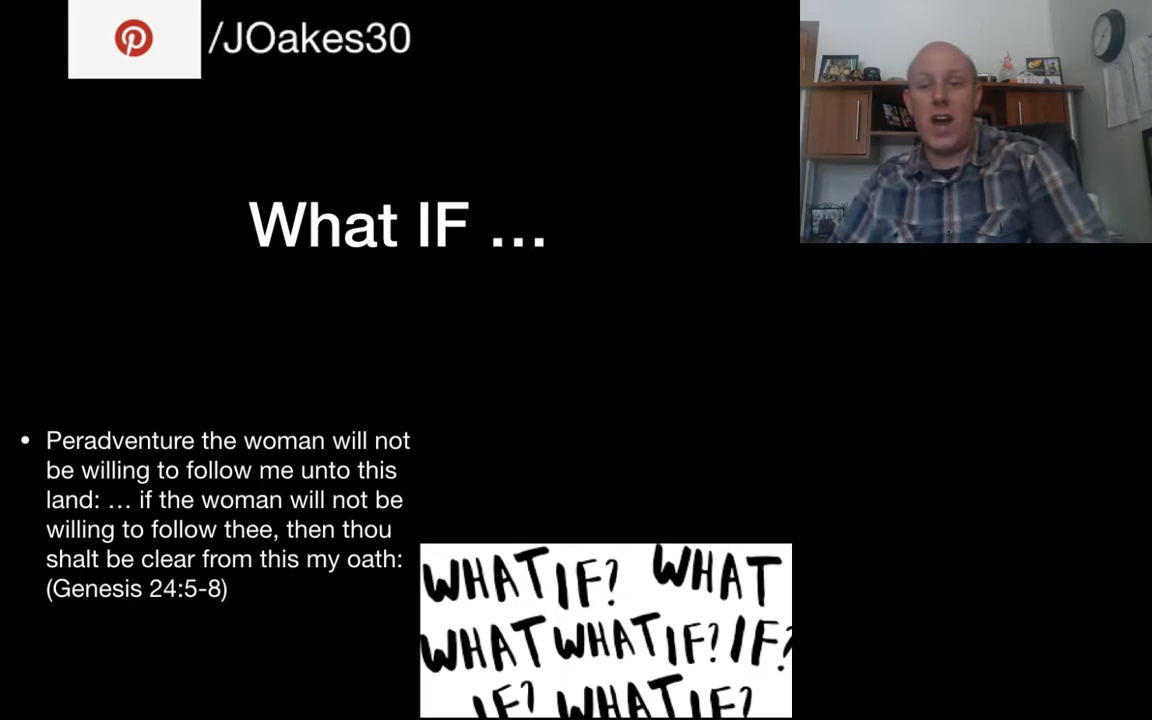 /JOakes30
What IF ...
• Peradventure the woman will not
be willing to follow me unto this
land: ... if the woman will not be
willing to follow thee, then thou
shalt be clear from this my oath:
(Genesis 24:5-8)
WHAT IF? WHAT
WHAT WHAT IF? IF?
IF? WHAT IF?